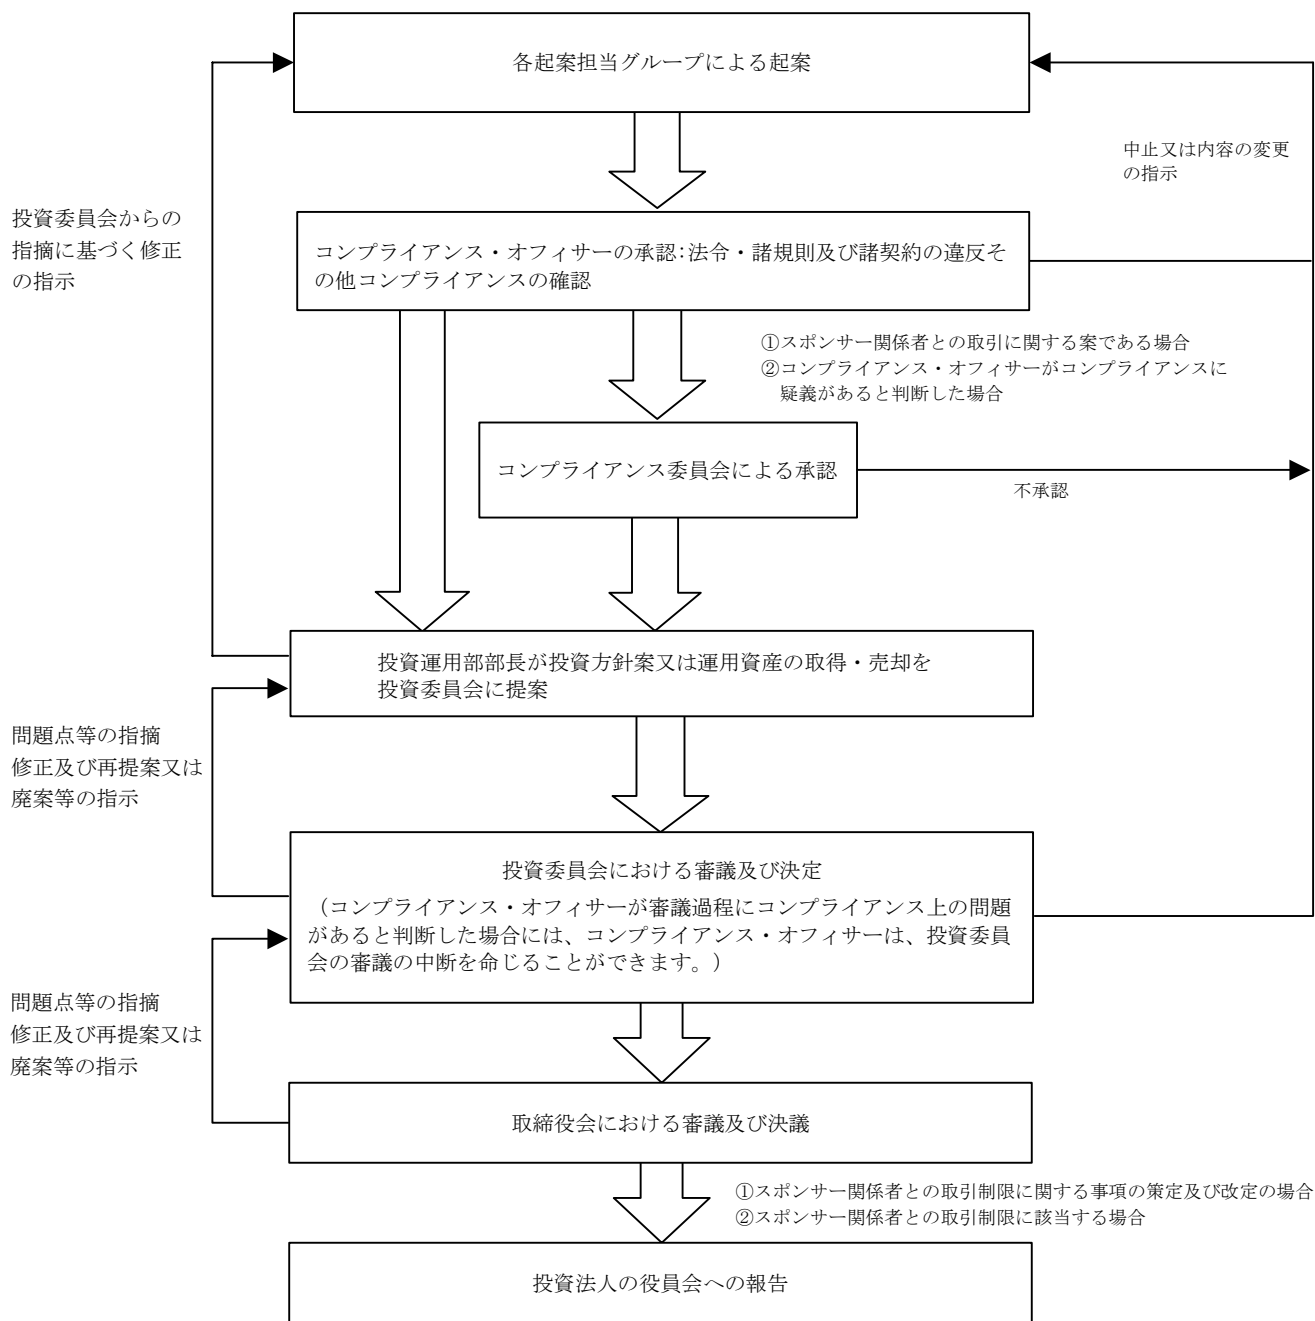 各起案担当グループによる起案
中止又は内容の変更
の指示
投資委員会からの
指摘に基づく修正
の指示
コンプライアンス・オフィサーの承認:法令・諸規則及び諸契約の違反そ
の他コンプライアンスの確認
①スポンサー関係者との取引に関する案である場合
②コンプライアンス・オフィサーがコンプライアンスに
疑義があると判断した場合
コンプライアンス委員会による承認
不承認
投資運用部部長が投資方針案又は運用資産の取得・売却を
投資委員会に提案
問題点等の指摘
修正及び再提案又は
廃案等の指示
投資委員会における審議及び決定
（コンプライアンス・オフィサーが審議過程にコンプライアンス上の問題
があると判断した場合には、コンプライアンス・オフィサーは、投資委員
会の審議の中断を命じることができます。）
問題点等の指摘
修正及び再提案又は
廃案等の指示
取締役会における審議及び決議
①スポンサー関係者との取引制限に関する事項の策定及び改定の場合
②スポンサー関係者との取引制限に該当する場合
投資法人の役員会への報告